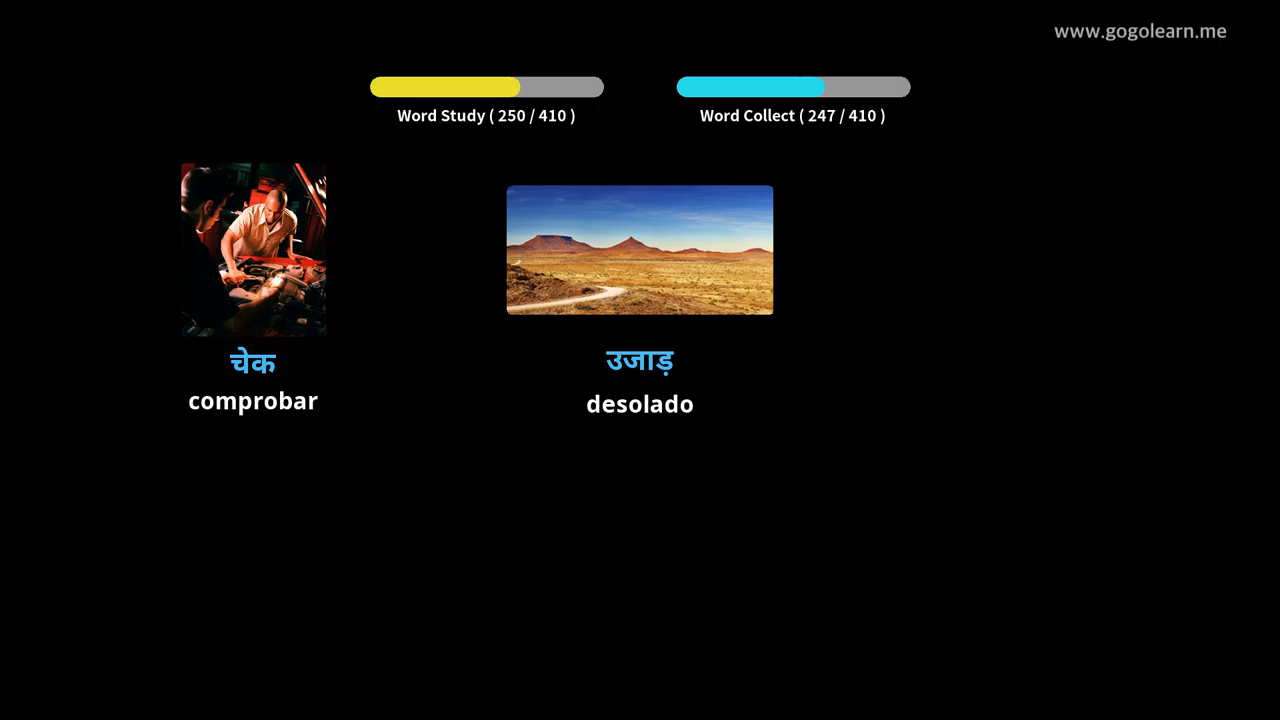 www.gogolearn.me
Word Study ( 250 / 410 )
Word Collect ( 247 / 410 )
चेक
comprobar
उजाड़
desolado